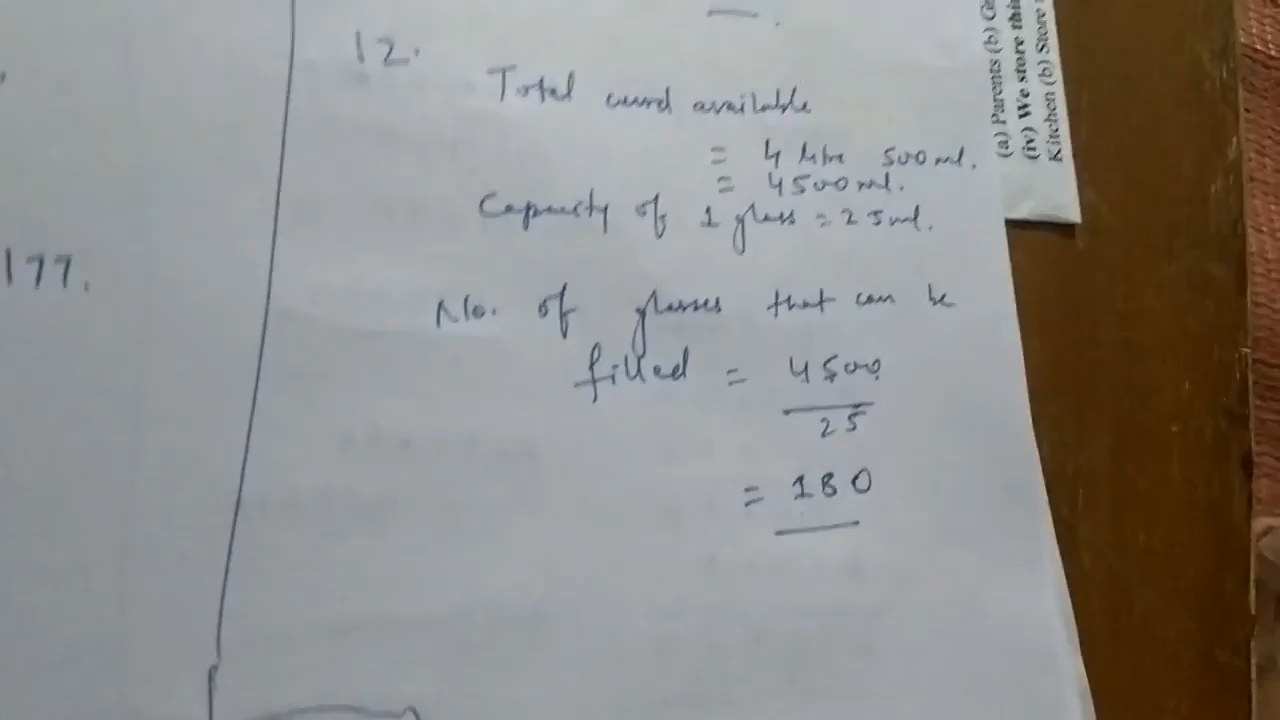 177.
12.
Total curd available
= 4 litre 500 ml.
= 4500 ml.
Capacity of 1 glass = 25 ml.
No. of glasses that can be
filled = 4500
25
= 180
(a) Parents (b)
(iv) We store
Kitchen (b) Store